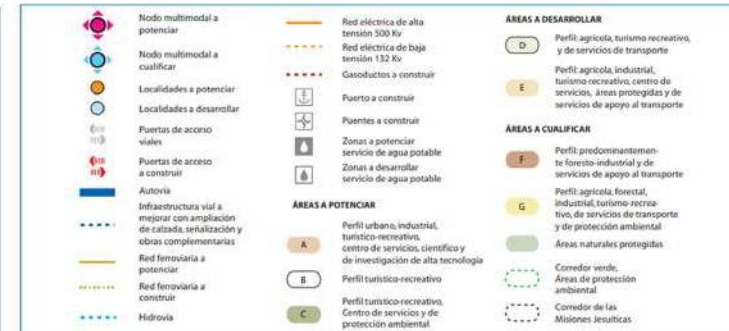 Nodo multimodal a
potenciar
Nodo multimodal a
cualificar
Localidades a potenciar
Localidades a desarrollar
Puertas de acceso
viales
Puertas de acceso
a construir
Autovía
Infraestructura vial a
mejorar con ampliación
de calzada, señalización y
obras complementarias
Red ferroviaria a
potenciar
Red ferroviaria a
construir
Hidrovía
Red eléctrica de alta
tensión 500 Kv
Red eléctrica de baja
tensión 132 Kv
Gasoductos a construir
Puerto a construir
Puentes a construir
Zonas a potenciar
servicio de agua potable
Zonas a desarrollar
servicio de agua potable
ÁREAS A POTENCIAR
A
Perfil urbano, industrial,
turístico-recreativo,
centro de servicios, científico y
de investigación de alta tecnología
B
Perfil turístico-recreativo
C
Perfil turístico-recreativo,
Centro de servicios y de
protección ambiental
ÁREAS A DESARROLLAR
D
Perfil: agrícola, turismo recreativo,
y de servicios de transporte
E
Perfil: agrícola, industrial,
turismo recreativo, centro de
servicios, áreas protegidas y de
servicios de apoyo al transporte
ÁREAS A CUALIFICAR
F
Perfil: predominantemen-
te foresto-industrial y de
servicios de apoyo al transporte
G
Perfil: agrícola, forestal,
industrial, turismo-recrea-
tivo, de servicios de transporte
y de protección ambiental
Áreas naturales protegidas
Corredor verde,
Áreas de protección
ambiental
Corredor de las
Misiones Jesuíticas